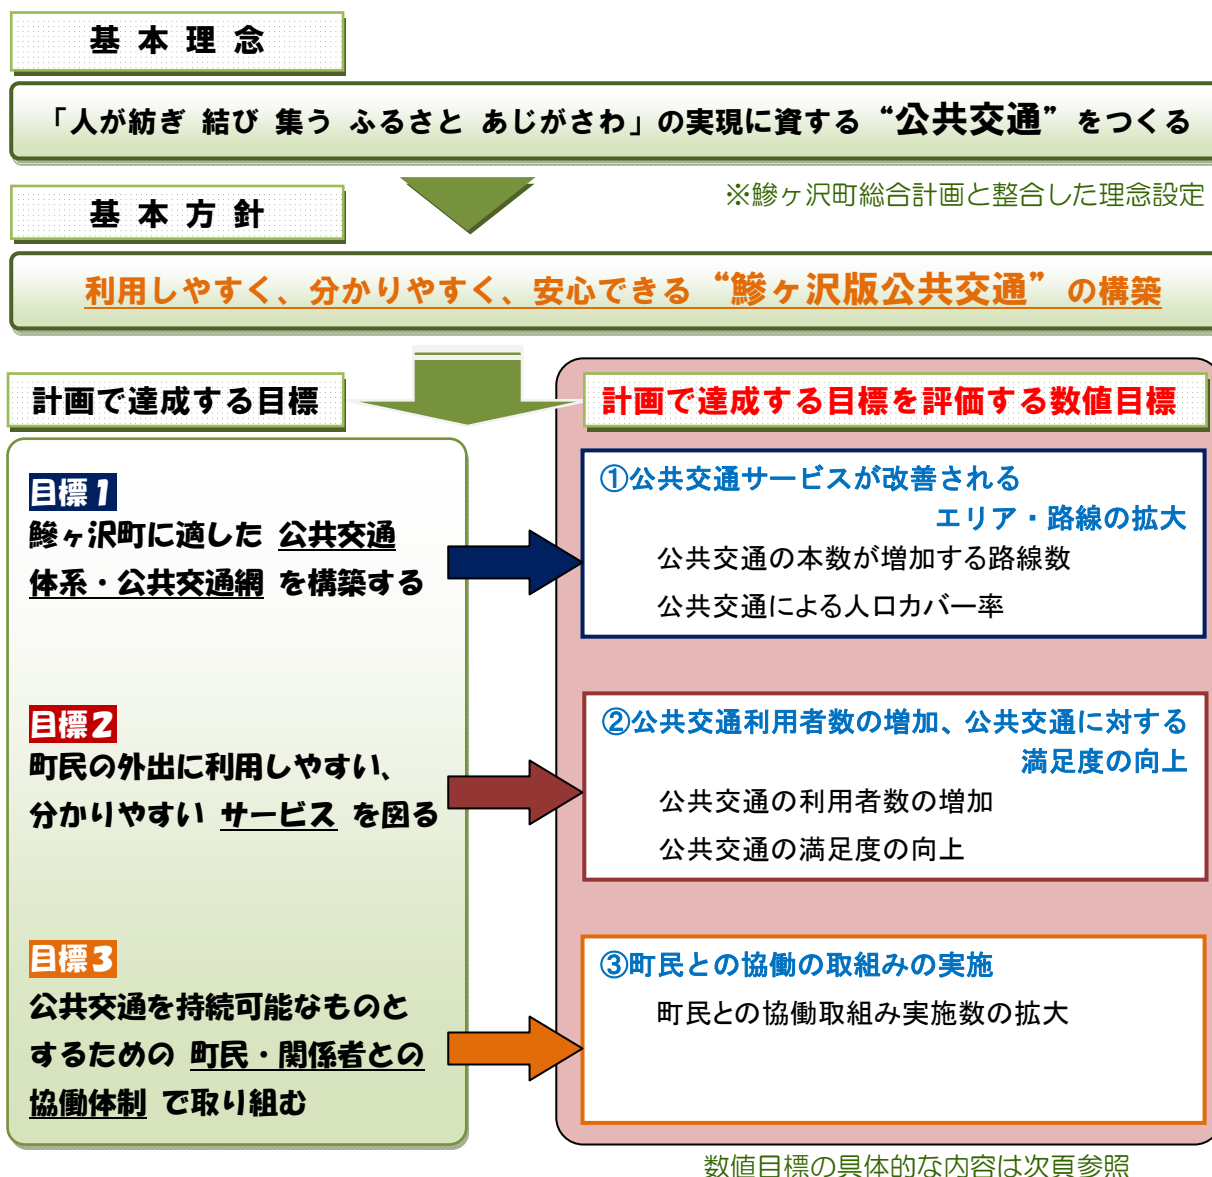 基本理念
「人が紡ぎ 結び 集う ふるさと あじがさわ」の実現に資する“公共交通”をつくる
※鰺ヶ沢町総合計画と整合した理念設定
基本方針
利用しやすく、分かりやすく、安心できる“鰺ヶ沢版公共交通”の構築
計画で達成する目標
目標1
鰺ヶ沢町に適した 公共交通
体系・公共交通網 を構築する
目標2
町民の外出に利用しやすい、
分かりやすい サービス を図る
目標3
公共交通を持続可能なものと
するための 町民・関係者との
協働体制 で取り組む
計画で達成する目標を評価する数値目標
①公共交通サービスが改善される
エリア・路線の拡大
公共交通の本数が増加する路線数
公共交通による人口カバー率
②公共交通利用者数の増加、公共交通に対する
満足度の向上
公共交通の利用者数の増加
公共交通の満足度の向上
③町民との協働の取組みの実施
町民との協働取組み実施数の拡大
数値目標の具体的な内容は次頁参照